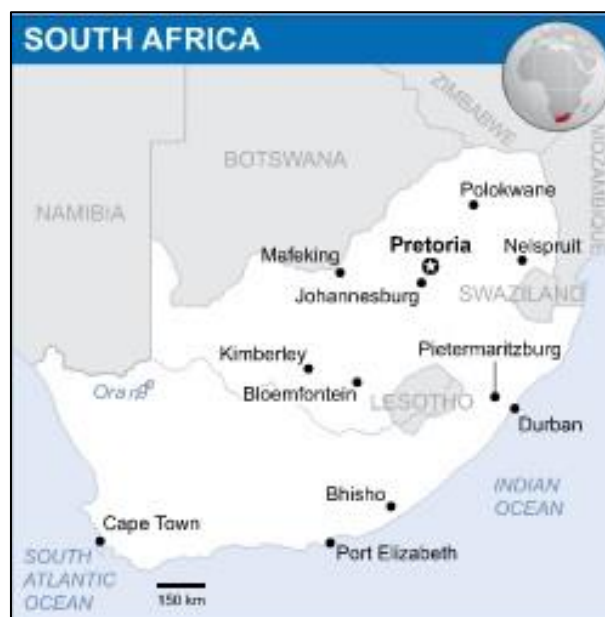 SOUTH AFRICA
ZIMBABWE
MOZAMBIQUE
BOTSWANA
NAMIBIA
Polokwane
Pretoria
Nelspruit
Mafeking
Johannesburg
SWAZILAND
Kimberley
Pietermaritzburg
Orange
Bloemfontein
LESOTHO
Durban
Bhisho
INDIAN
OCEAN
Cape Town
Port Elizabeth
SOUTH
ATLANTIC
OCEAN
150 km